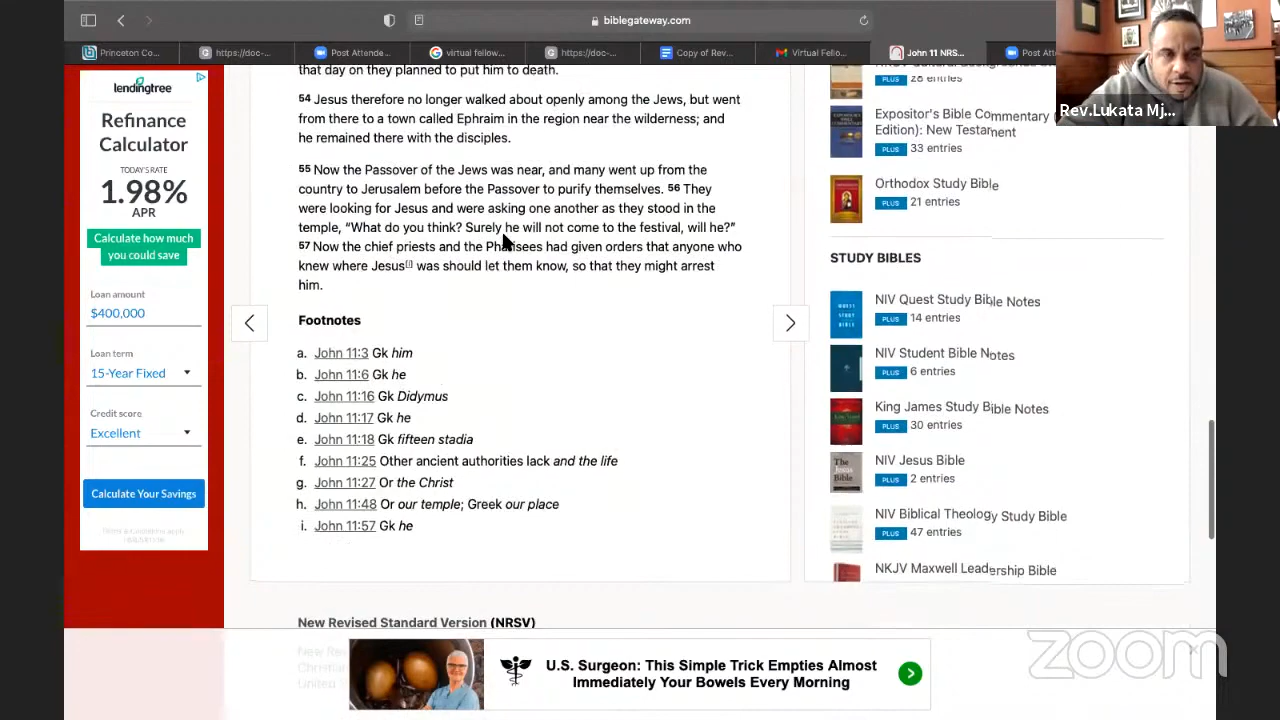 biblegateway.com
Princeton Co...
https://doc-
Post Attende...
virtual fellow...
https://doc-
Copy of Rev...
Virtual Fello...
John 11 NRS...
Post Att
lendingtree
Refinance
Calculator
TODAY'S RATE
1.98%
APR
Calculate how much
you could save
Loan amount
$400,000
Loan term
15-Year Fixed
Credit score
Excellent
Calculate Your Savings
that day on they planned to put him to death.
54 Jesus therefore no longer walked about openly among the Jews, but went
from there to a town called Ephraim in the region near the wilderness; and
he remained there with the disciples.
55 Now the Passover of the Jews was near, and many went up from the
country to Jerusalem before the Passover to purify themselves. 56 They
were looking for Jesus and were asking one another as they stood in the
temple, “What do you think? Surely he will not come to the festival, will he?”
57 Now the chief priests and the Pharisees had given orders that anyone who
knew where Jesus[i] was should let them know, so that they might arrest
him.
Footnotes
a. John 11:3 Gk him
b. John 11:6 Gk he
c. John 11:16 Gk Didymus
d. John 11:17 Gk he
e. John 11:18 Gk fifteen stadia
f. John 11:25 Other ancient authorities lack and the life
g. John 11:27 Or the Christ
h. John 11:48 Or our temple; Greek our place
i. John 11:57 Gk he
New Revised Standard Version (NRSV)
PLUS 28 entries
Expositor's Bible Commentary
Edition): New Testament
PLUS 33 entries
Orthodox Study Bible
PLUS 21 entries
STUDY BIBLES
NIV Quest Study Bible Notes
PLUS 14 entries
NIV Student Bible Notes
PLUS 6 entries
King James Study Bible Notes
PLUS 30 entries
NIV Jesus Bible
PLUS 2 entries
NIV Biblical Theology Study Bible
PLUS 47 entries
NKJV Maxwell Leadership Bible
Rev.Lukata Mj...
U.S. Surgeon: This Simple Trick Empties Almost
Immediately Your Bowels Every Morning
zoom